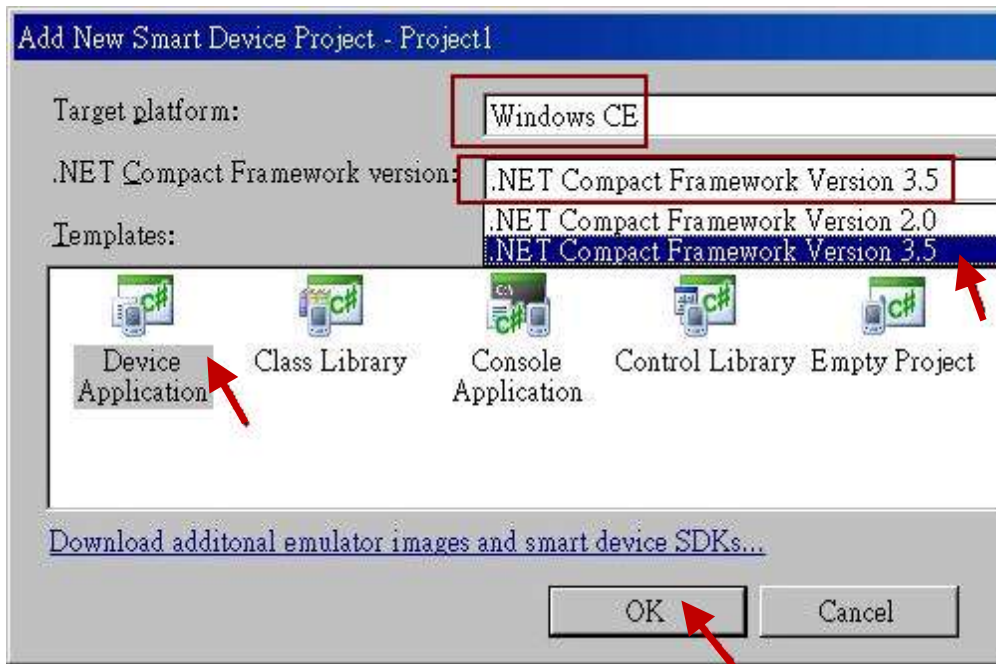 Add New Smart Device Project - Project1
Target platform:
Windows CE
.NET Compact Framework version:
.NET Compact Framework Version 3.5
.NET Compact Framework Version 2.0
.NET Compact Framework Version 3.5
Templates:
Device
Application
Class Library
Console
Application
Control Library
Empty Project
Download additonal emulator images and smart device SDKs...
OK
Cancel